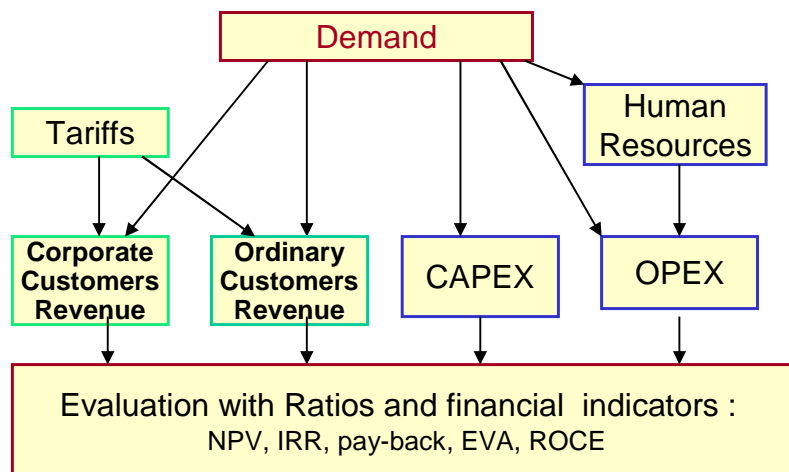 Demand
Tariffs
Human
Resources
Corporate
Customers
Revenue
Ordinary
Customers
Revenue
CAPEX
OPEX
Evaluation with Ratios and financial indicators :
NPV, IRR, pay-back, EVA, ROCE